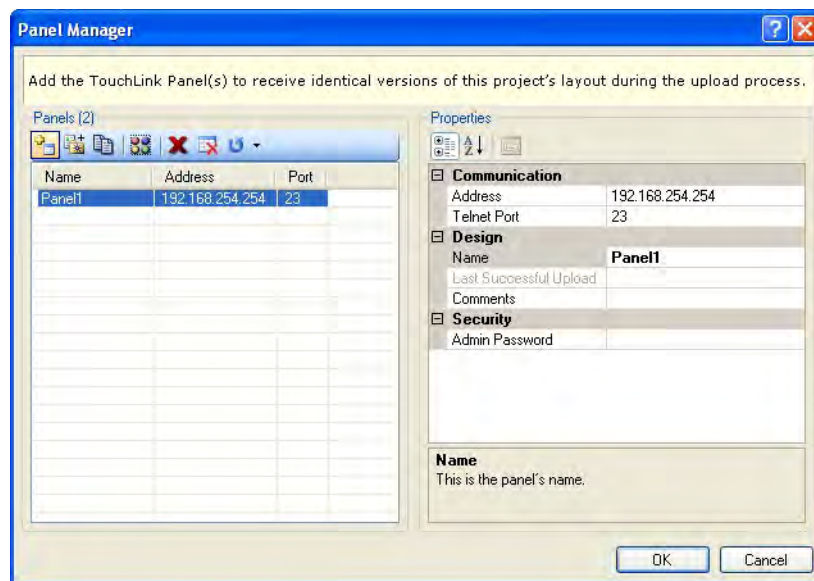 Panel Manager
Add the TouchLink Panel(s) to receive identical versions of this project's layout during the upload process.
Panels (2)
Name Address Port
Panel1 192.168.254.254 23
Properties
Communication
Address 192.168.254.254
Telnet Port 23
Design
Name Panel1
Last Successful Upload
Comments
Security
Admin Password
Name
This is the panel's name.
OK Cancel